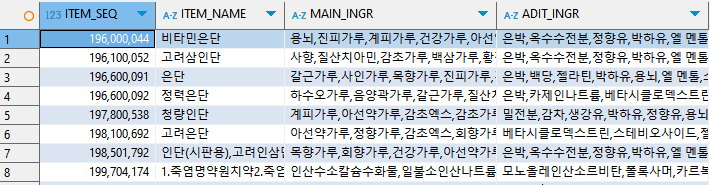 123 ITEM_SEQ A-Z ITEM_NAME A-Z MAIN_INGR A-Z ADIT_INGR
1 196,000,044 비타민은단 용뇌,진피가루,계피가루,건강가루,아선 은박,옥수수전분,정향유,박하유,엘 멘톨
2 196,100,052 고려삼인단 사향,질산치아민,감초가루,백삼가루,황 은박,옥수수전분,정향유,박하유,엘 멘톨
3 196,600,091 은단 갈근가루,사인가루,목향가루,진피가루, 은박,백당,젤라틴,박하유,용뇌,엘 멘톨,
4 196,600,092 정력은단 하수오가루,음양곽가루,갈근가루,질산치 은박,카제인나트륨,베타시클로덱스트린
5 197,800,538 청량인단 계피가루,아선약가루,감초엑스,감초가루 밀전분,감차,생강유,박하유,정향유,용뇌
6 198,100,692 고려은단 아선약가루,정향가루,감초엑스,회향가루 베타시클로덱스트린,스테비오사이드,젤
7 198,501,792 인단(시판용),고려인삼단 목향가루,회향가루,건강가루,아선약가루 은박,옥수수전분,정향유,박하유,엘 멘톨
8 199,704,174 1.죽염명약원치약2.죽염 인산수소칼슘수화물,일불소인산나트륨 모노올레인산소르비탄,폴록사머,카르복